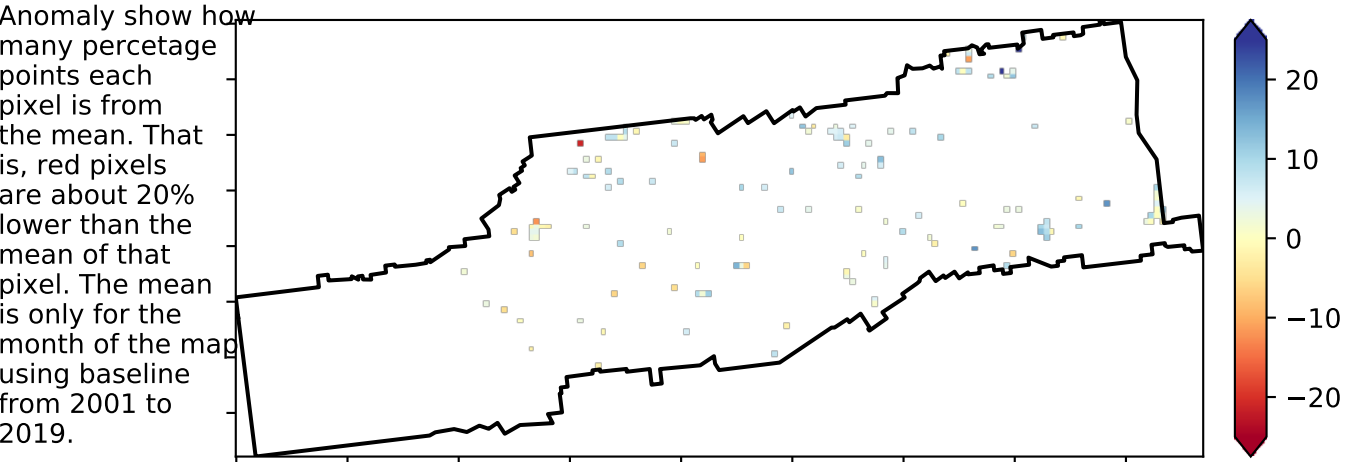 Anomaly show how
many percetage
points each
pixel is from
the mean. That
is, red pixels
are about 20%
lower than the
mean of that
pixel. The mean
is only for the
month of the map
using baseline
from 2001 to
2019.
20
10
0
−10
−20